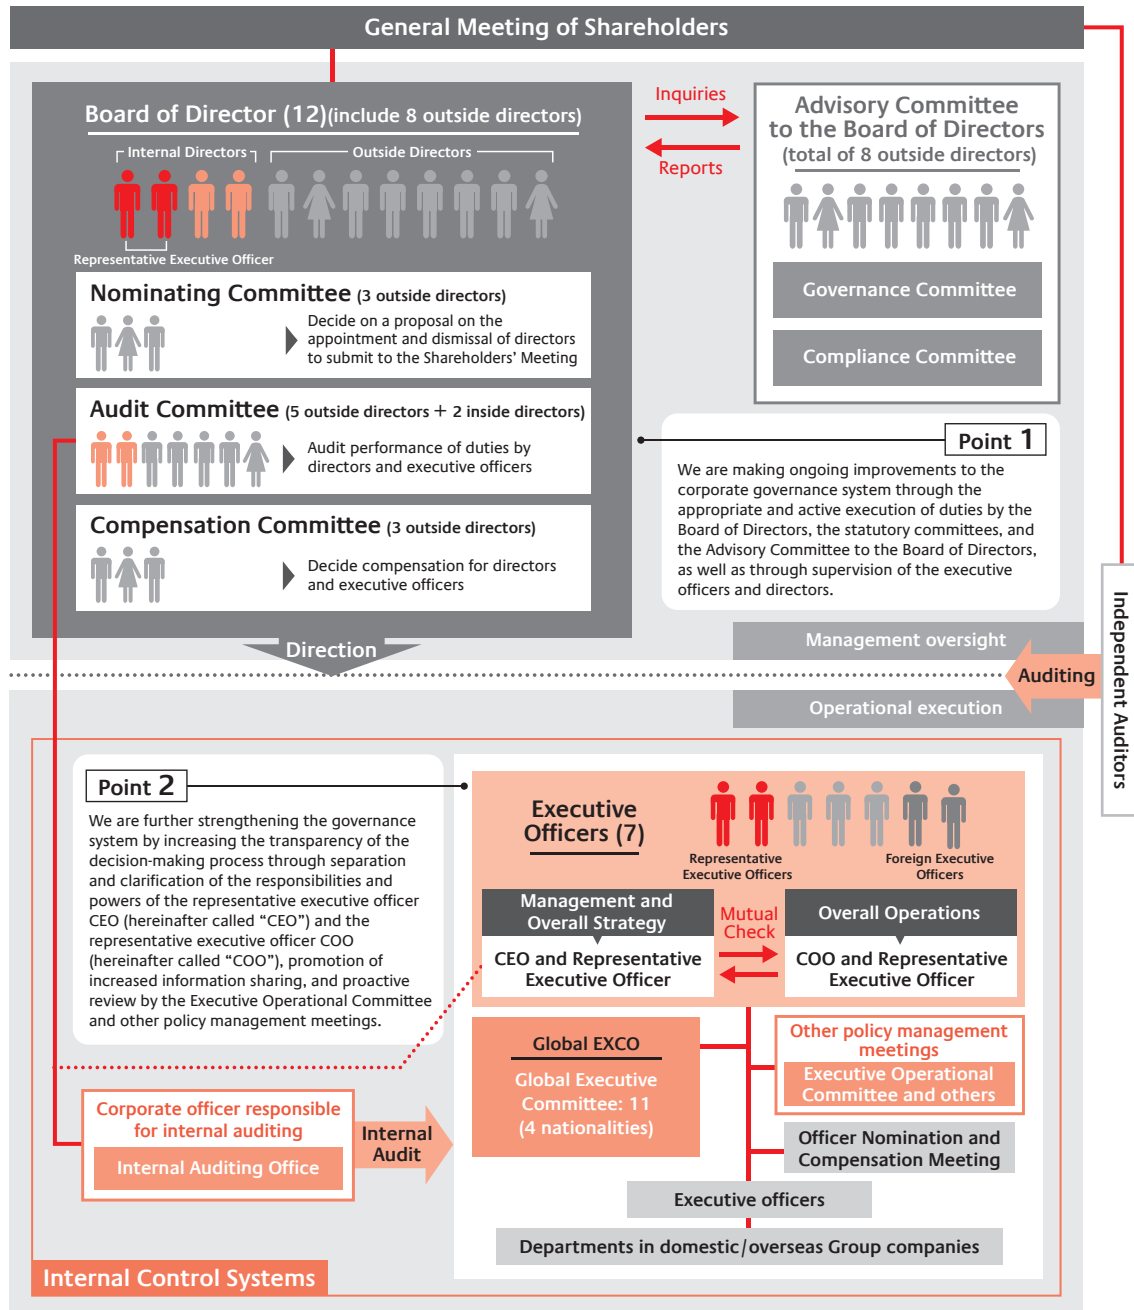 General Meeting of Shareholders
Board of Director (12)(include 8 outside directors)
Internal Directors
Outside Directors
Representative Executive Officer
Inquiries
Reports
Advisory Committee
to the Board of Directors
(total of 8 outside directors)
Governance Committee
Compliance Committee
Nominating Committee (3 outside directors)
Decide on a proposal on the
appointment and dismissal of directors
to submit to the Shareholders' Meeting
Audit Committee (5 outside directors + 2 inside directors)
Audit performance of duties by
directors and executive officers
Compensation Committee (3 outside directors)
Decide compensation for directors
and executive officers
Point 1
We are making ongoing improvements to the
corporate governance system through the
appropriate and active execution of duties by the
Board of Directors, the statutory committees, and
the Advisory Committee to the Board of Directors,
as well as through supervision of the executive
officers and directors.
Direction
Management oversight
Auditing
Independent Auditors
Operational execution
Point 2
We are further strengthening the governance
system by increasing the transparency of the
decision-making process through separation
and clarification of the responsibilities and
powers of the representative executive officer
CEO (hereinafter called “CEO”) and the
representative executive officer COO
(hereinafter called “COO”), promotion of
increased information sharing, and proactive
review by the Executive Operational Committee
and other policy management meetings.
Executive
Officers (7)
Representative
Executive Officers
Foreign Executive
Officers
Management and
Overall Strategy
CEO and Representative
Executive Officer
Mutual
Check
Overall Operations
COO and Representative
Executive Officer
Global EXCO
Global Executive
Committee: 11
(4 nationalities)
Other policy management
meetings
Executive Operational
Committee and others
Officer Nomination and
Compensation Meeting
Executive officers
Departments in domestic/overseas Group companies
Corporate officer responsible
for internal auditing
Internal Auditing Office
Internal
Audit
Internal Control Systems